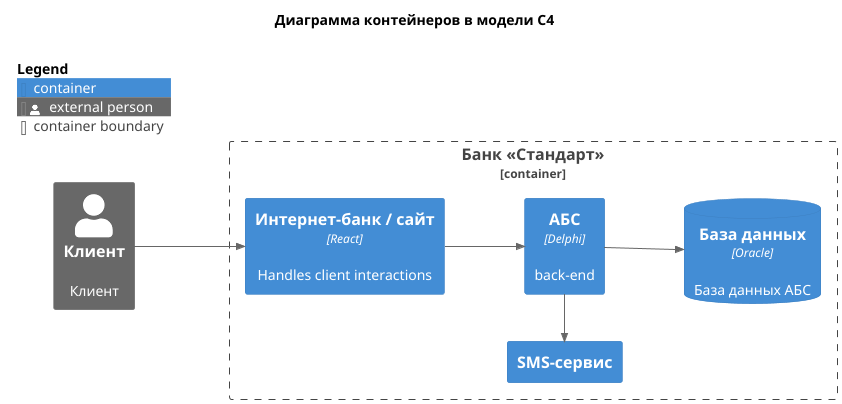 Диаграмма контейнеров в модели C4
Legend
container
external person
container boundary
Банк «Стандарт»
[container]
Клиент
Клиент
Интернет-банк / сайт
[React]
Handles client interactions
АБС
[Delphi]
back-end
База данных
[Oracle]
База данных АБС
SMS-сервис